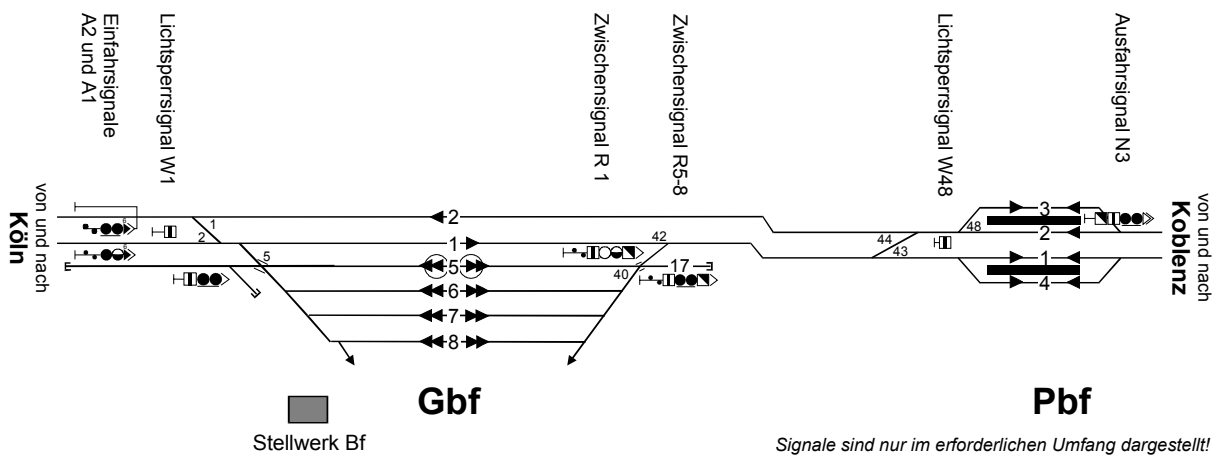 Einfahrsignale
A2 und A1
Lichtsperrsignal W1
Zwischensignal R 1
Zwischensignal R5-8
Lichtsperrsignal W48
Ausfahrsignal N3
von und nach
Köln
von und nach
Koblenz
6
6
1
2
5
2
1
5
6
7
8
42
40
17
44
43
48
3
2
1
4
Gbf
Pbf
Stellwerk Bf
Signale sind nur im erforderlichen Umfang dargestellt!